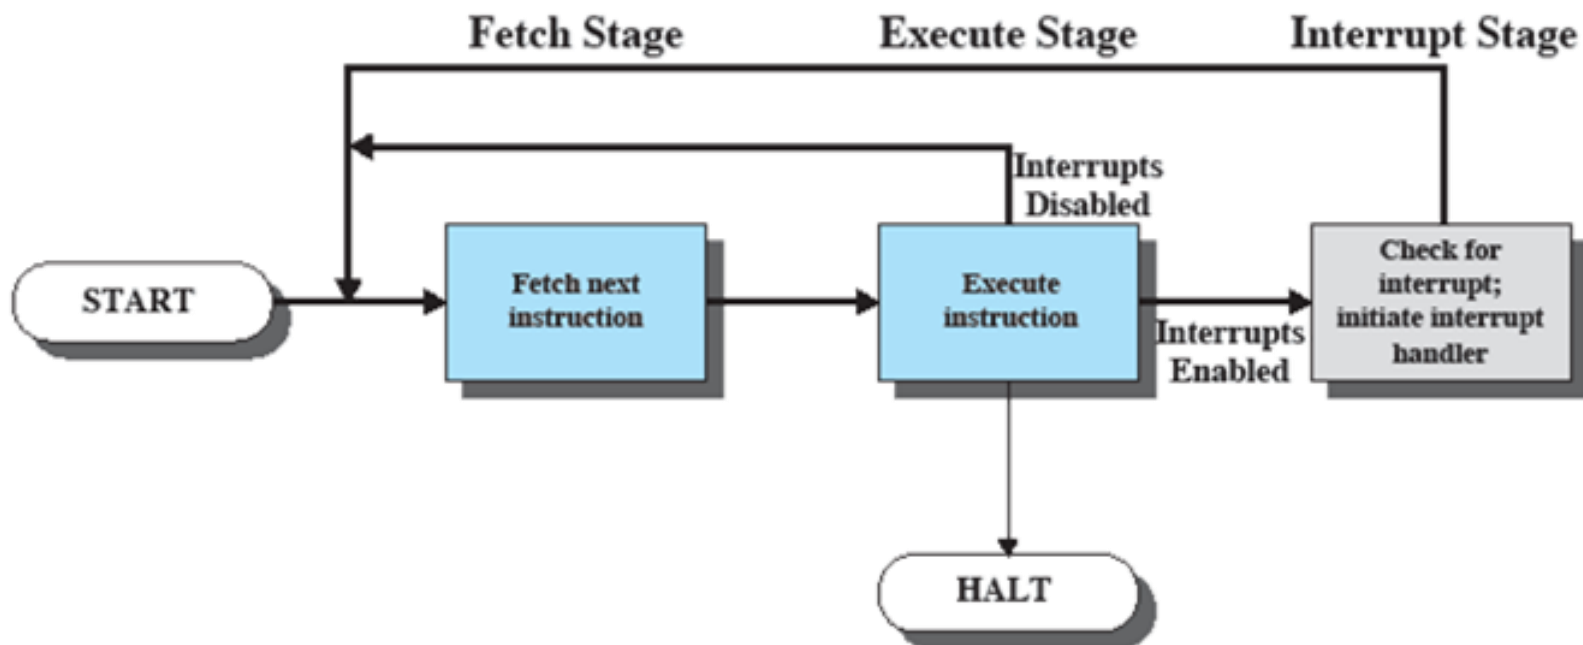 Fetch Stage
Execute Stage
Interrupt Stage
Interrupts
Disabled
START
Fetch next
instruction
Execute
instruction
Interrupts
Enabled
Check for
interrupt;
initiate interrupt
handler
HALT